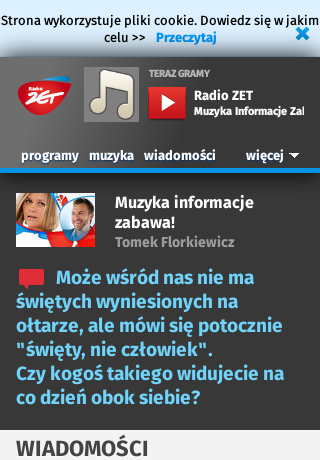 Strona wykorzystuje pliki cookie. Dowiedz się w jakim
celu >> Przeczytaj
Radio
ZET
TERAZ GRAMY
Radio ZET
Muzyka Informacje Zal
programy muzyka wiadomości więcej
Muzyka informacje
zabawa!
Tomek Florkiewicz
Może wśród nas nie ma
świętych wyniesionych na
ołtarze, ale mówi się potocznie
"święty, nie człowiek".
Czy kogoś takiego widujecie na
co dzień obok siebie?
WIADOMOŚCI